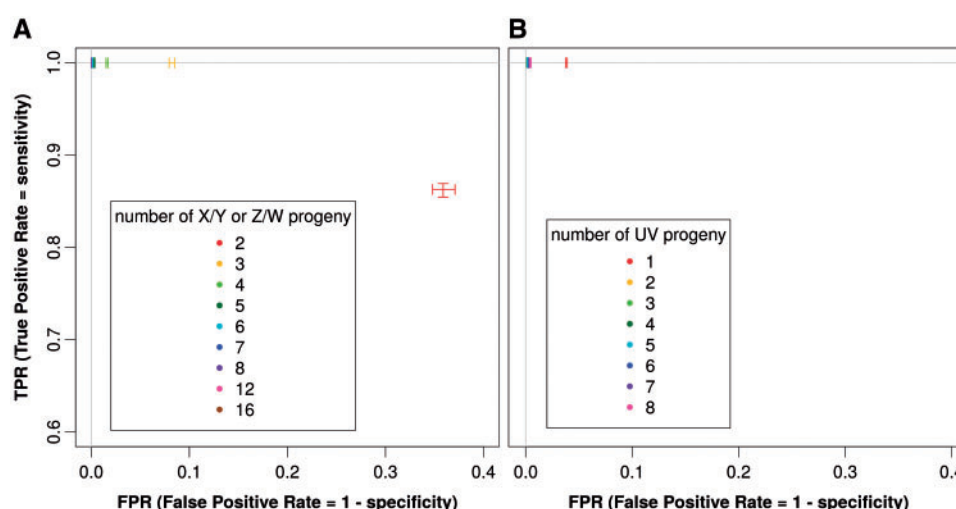 A
B
TPR (True Positive Rate = sensitivity)
1.0
0.9
0.8
0.7
0.6
number of X/Y or Z/W progeny
2
3
4
5
6
7
8
12
16
0.0 0.1 0.2 0.3 0.4
FPR (False Positive Rate = 1 - specificity)
number of UV progeny
1
2
3
4
5
6
7
8
0.0 0.1 0.2 0.3
FPR (False Positive Rate = 1 - specificity)